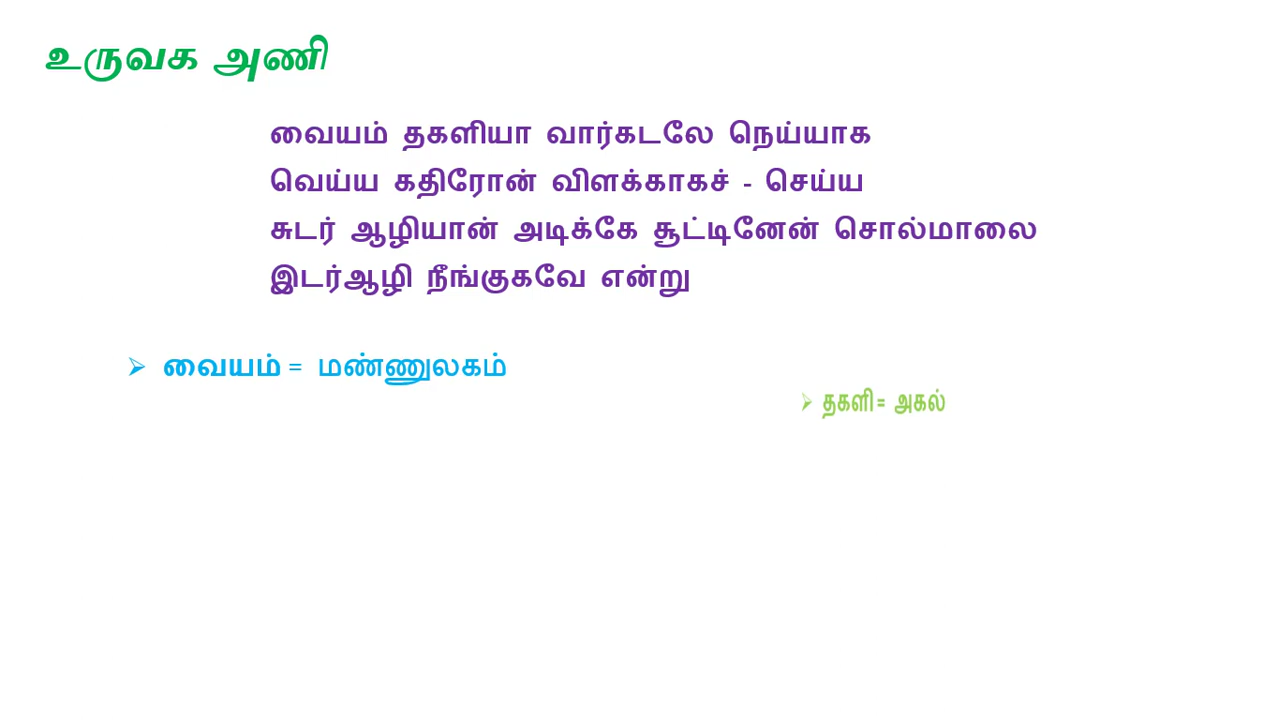 உருவக அணி
வையம் தகளியா வார்கடலே நெய்யாக
வெய்ய கதிரோன் விளக்காகச் - செய்ய
சுடர் ஆழியான் அடிக்கே சூட்டினேன் சொல்மாலை
இடர்ஆழி நீங்குகவே என்று
➢ வையம் = மண்ணுலகம்
➢ தகளி = அகல்